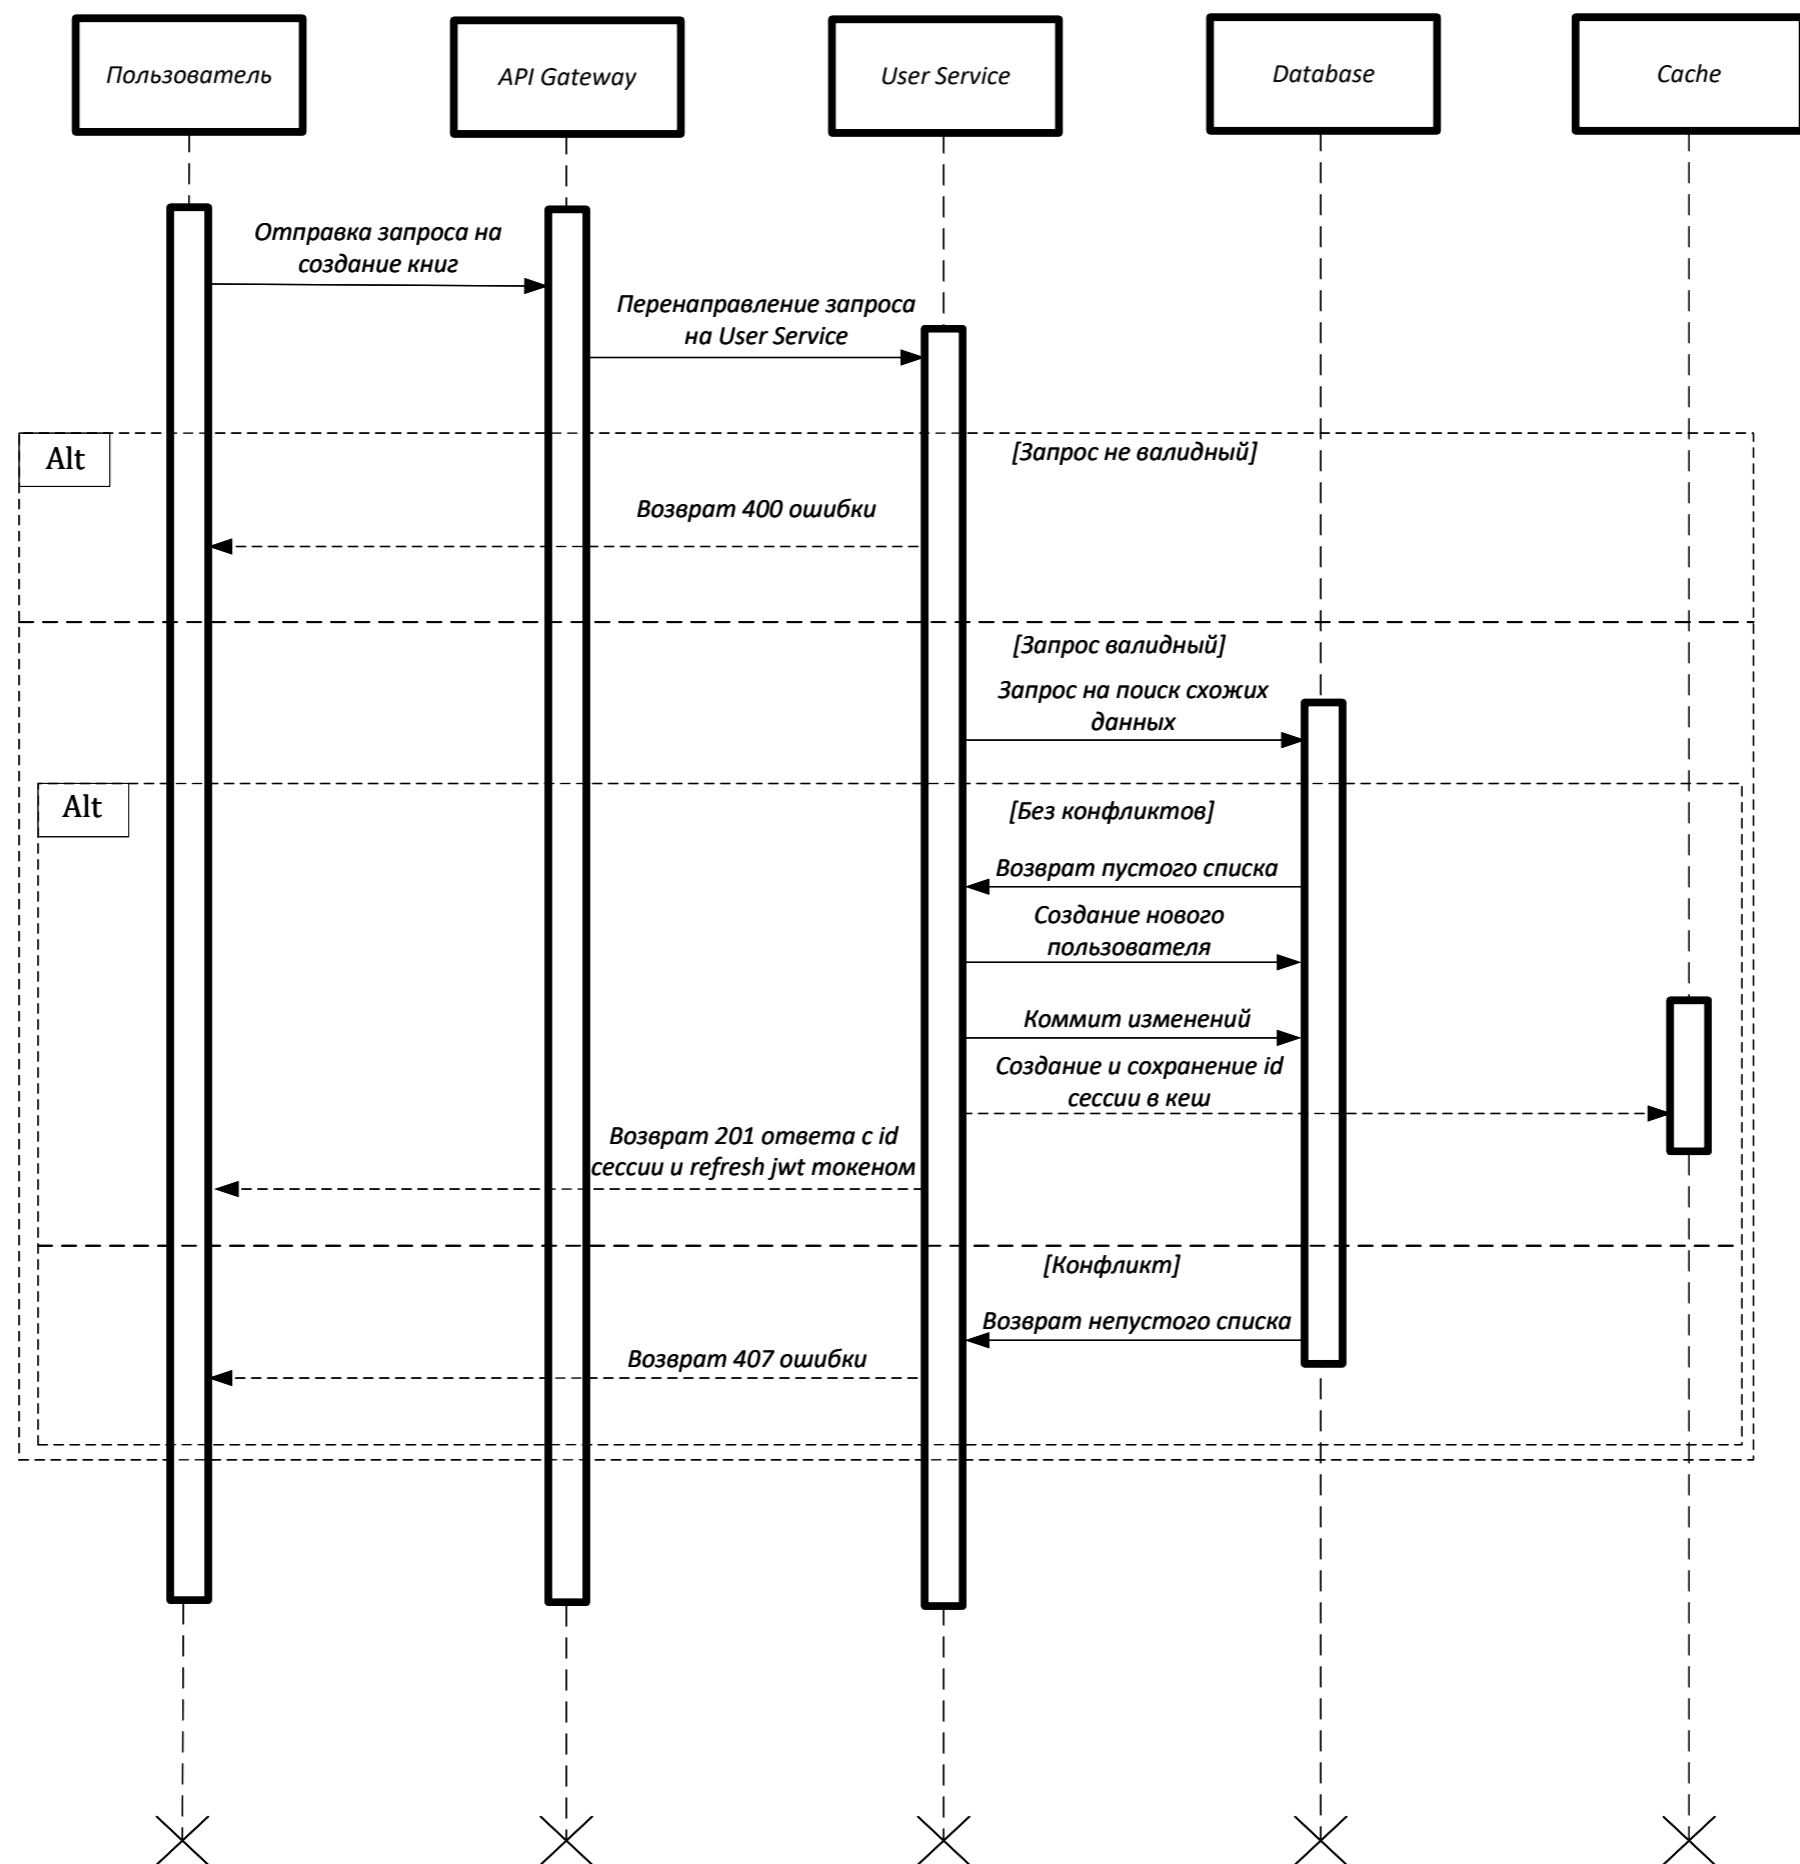 Пользователь
API Gateway
User Service
Database
Cache
Отправка запроса на
создание книг
Перенаправление запроса
на User Service
Alt
[Запрос не валидный]
Возврат 400 ошибки
[Запрос валидный]
Запрос на поиск схожих
данных
Alt
[Без конфликтов]
Возврат пустого списка
Создание нового
пользователя
Коммит изменений
Создание и сохранение id
сессии в кеш
Возврат 201 ответа с id
сессии и refresh jwt токеном
[Конфликт]
Возврат непустого списка
Возврат 407 ошибки